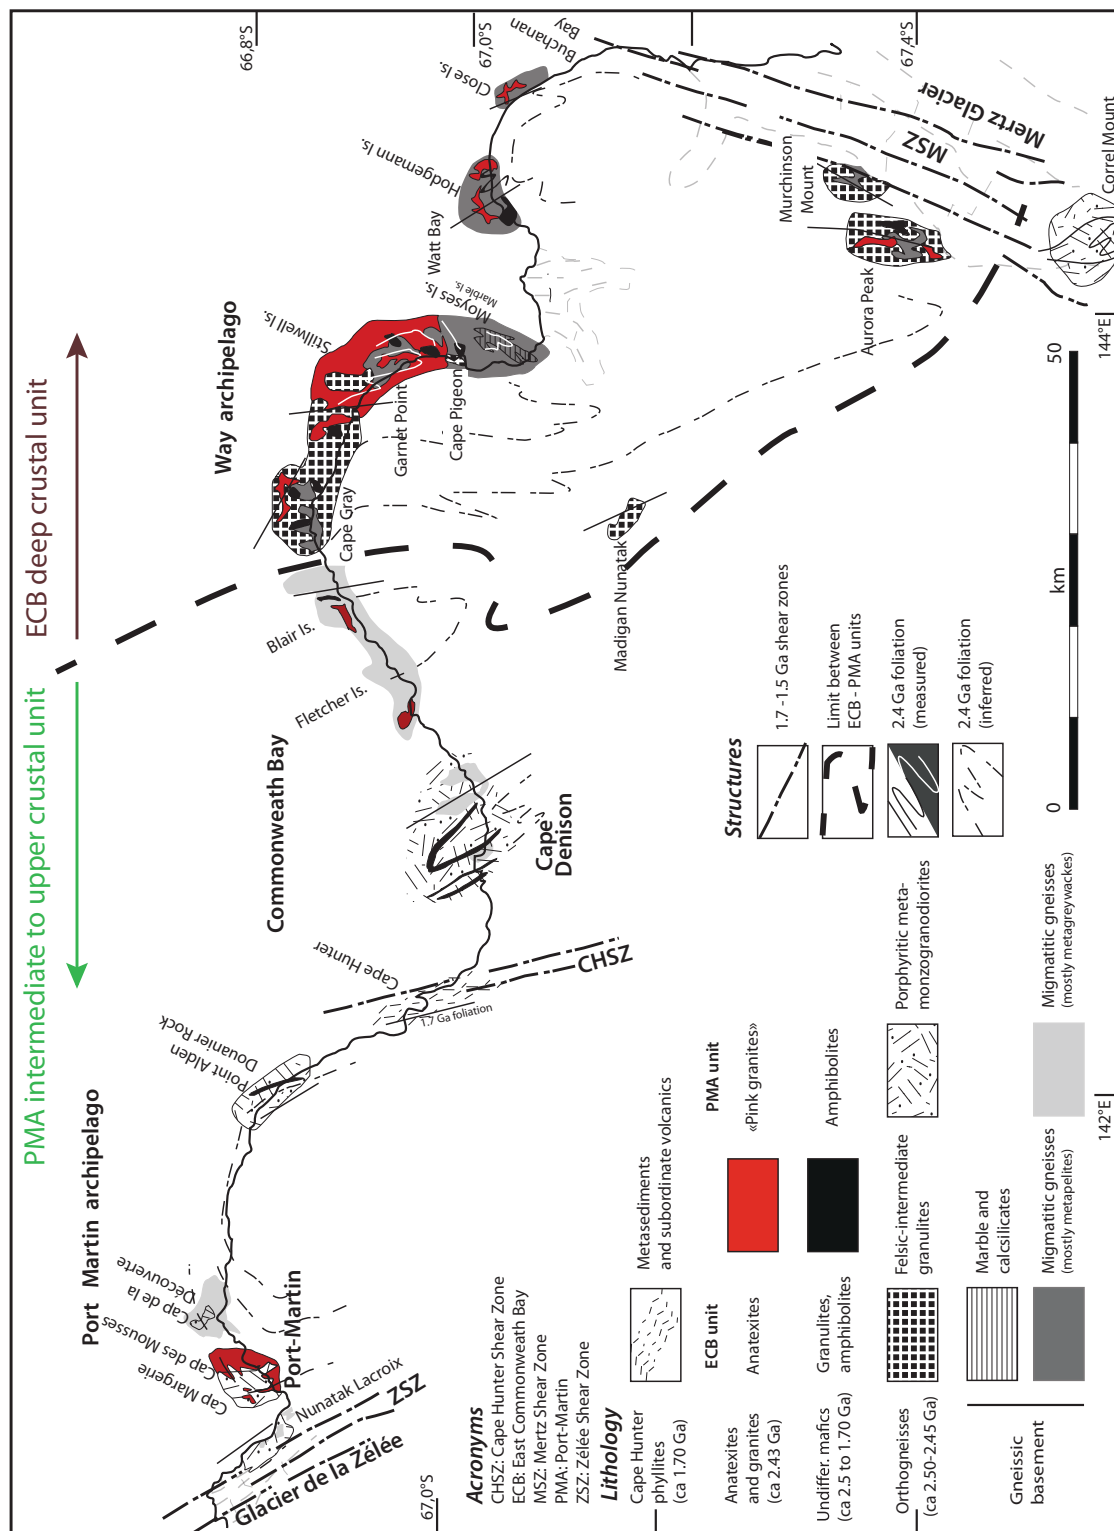 PMA intermediate to upper crustal unit
ECB deep crustal unit
Port Martin archipelago
Commonweath Bay
Way archipelago
66,8°S
67,0°S
67,4°S
67,0°S
142°E
144°E
Glacier de la Zélée
ZSZ
Nunatak Lacroix
Port-Martin
Cap Margerie
Cap des Mousses
Cap de la
Découverte
Point Alden
Douanier Rock
Cape Hunter
1.7 Ga foliation
CHSZ
Cape
Denison
Fletcher Is.
Blair Is.
Cape Gray
Madigan Nunatak
Garnet Point
Cape Pigeon
Stillwell Is.
Moyses Is.
Marble Is.
Watt Bay
Hodgemann Is.
Close Is.
Buchanan
Bay
Aurora Peak
Murchinson
Mount
MSZ
Mertz Glacier
Correl Mount
Acronyms
CHSZ: Cape Hunter Shear Zone
ECB: East Commonweath Bay
MSZ: Mertz Shear Zone
PMA: Port-Martin
ZSZ: Zélée Shear Zone
Lithology
Cape Hunter
phyllites
(ca 1.70 Ga)
Metasediments
and subordinate volcanics
ECB unit
PMA unit
Anatexites
and granites
(ca 2.43 Ga)
Anatexites
«Pink granites»
Undiffer. mafics
(ca 2.5 to 1.70 Ga)
Granulites,
amphibolites
Amphibolites
Orthogneisses
(ca 2.50-2.45 Ga)
Felsic-intermediate
granulites
Porphyritic meta-
monzogranodiorites
Gneissic
basement
Marble and
calcsilicates
Migmatitic gneisses
(mostly metapelites)
Migmatitic gneisses
(mostly metagreywackes)
Structures
1.7 -1.5 Ga shear zones
Limit between
ECB - PMA units
2.4 Ga foliation
(measured)
2.4 Ga foliation
(inferred)
0
km
50